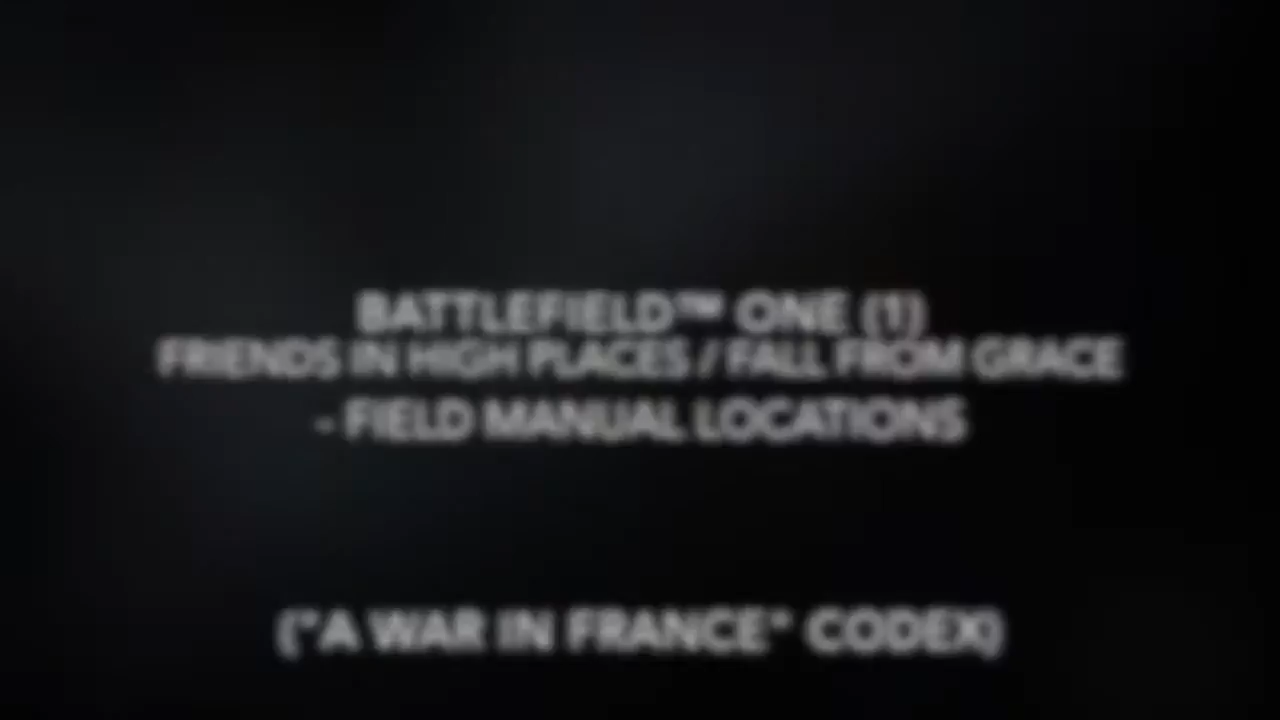 BATTLEFIELD™ ONE (1)
FRIENDS IN HIGH PLACES / FALL FROM GRACE
- FIELD MANUAL LOCATIONS
("A WAR IN FRANCE" CODEX)